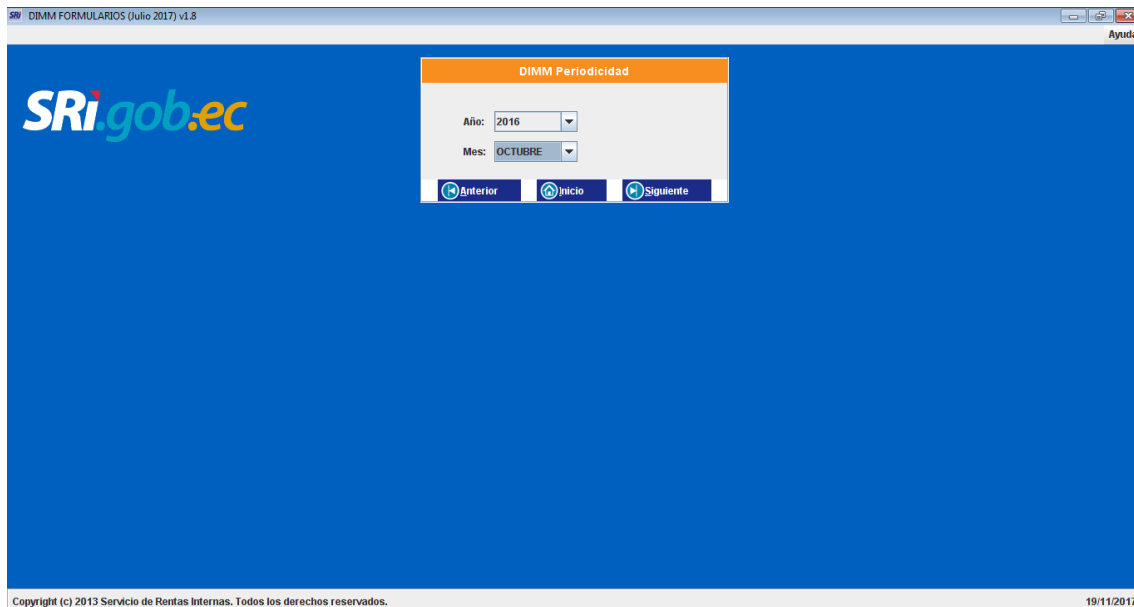 SRI DIMM FORMULARIOS (Julio 2017) v1.8
Ayuda
SRi.gob.ec
DIMM Periodicidad
Año: 2016
Mes: OCTUBRE
Anterior Inicio Siguiente
Copyright (c) 2013 Servicio de Rentas Internas. Todos los derechos reservados. 19/11/2017